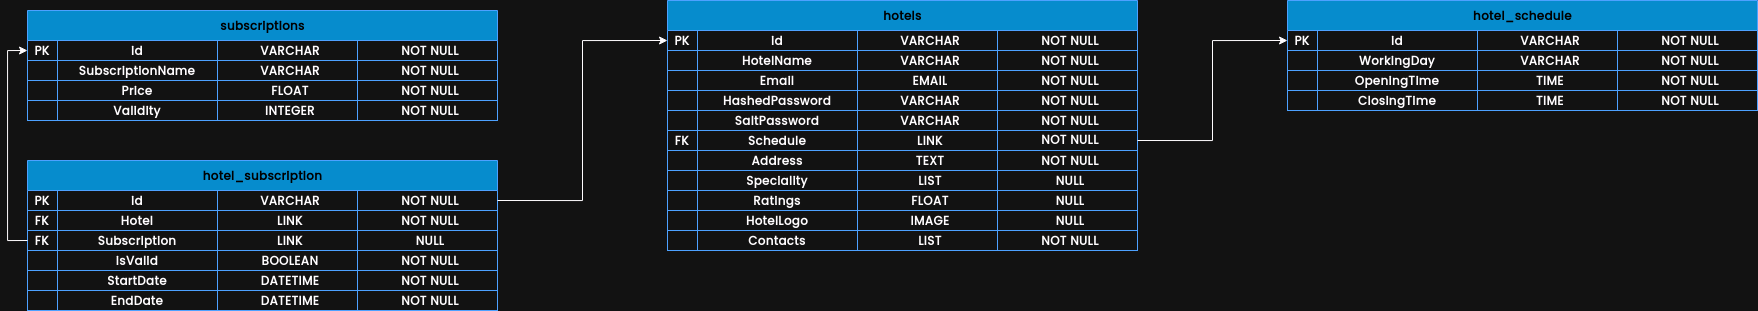 subscriptions
PK Id VARCHAR NOT NULL
SubscriptionName VARCHAR NOT NULL
Price FLOAT NOT NULL
Validity INTEGER NOT NULL
hotel_subscription
PK Id VARCHAR NOT NULL
FK Hotel LINK NOT NULL
FK Subscription LINK NULL
IsValid BOOLEAN NOT NULL
StartDate DATETIME NOT NULL
EndDate DATETIME NOT NULL
hotels
PK Id VARCHAR NOT NULL
HotelName VARCHAR NOT NULL
Email EMAIL NOT NULL
HashedPassword VARCHAR NOT NULL
SaltPassword VARCHAR NOT NULL
FK Schedule LINK NOT NULL
Address TEXT NOT NULL
Speciality LIST NULL
Ratings FLOAT NULL
HotelLogo IMAGE NULL
Contacts LIST NOT NULL
hotel_schedule
PK Id VARCHAR NOT NULL
WorkingDay VARCHAR NOT NULL
OpeningTime TIME NOT NULL
ClosingTime TIME NOT NULL